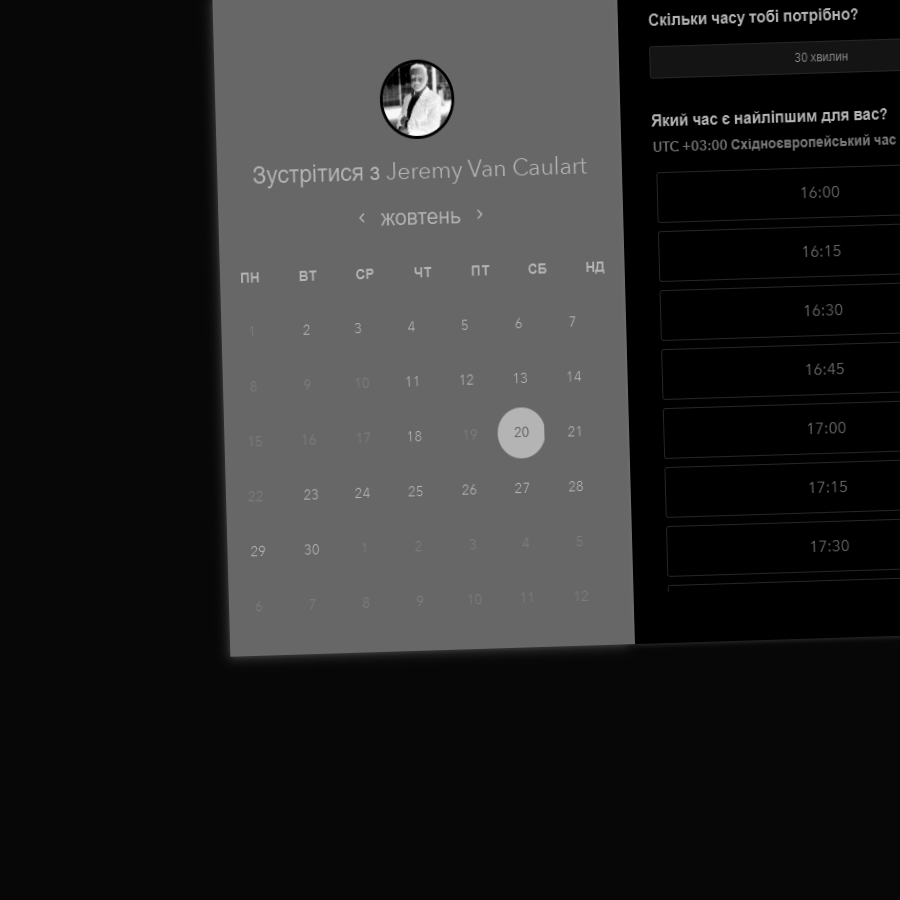 Зустрітися з Jeremy Van Caulart
‹ жовтень ›
ПН ВТ СР ЧТ ПТ СБ НД
1 2 3 4 5 6 7
8 9 10 11 12 13 14
15 16 17 18 19 20 21
22 23 24 25 26 27 28
29 30 1 2 3 4 5
6 7 8 9 10 11 12
Скільки часу тобі потрібно?
30 хвилин
Який час є найліпшим для вас?
UTC +03:00 Східноєвропейський час
16:00
16:15
16:30
16:45
17:00
17:15
17:30